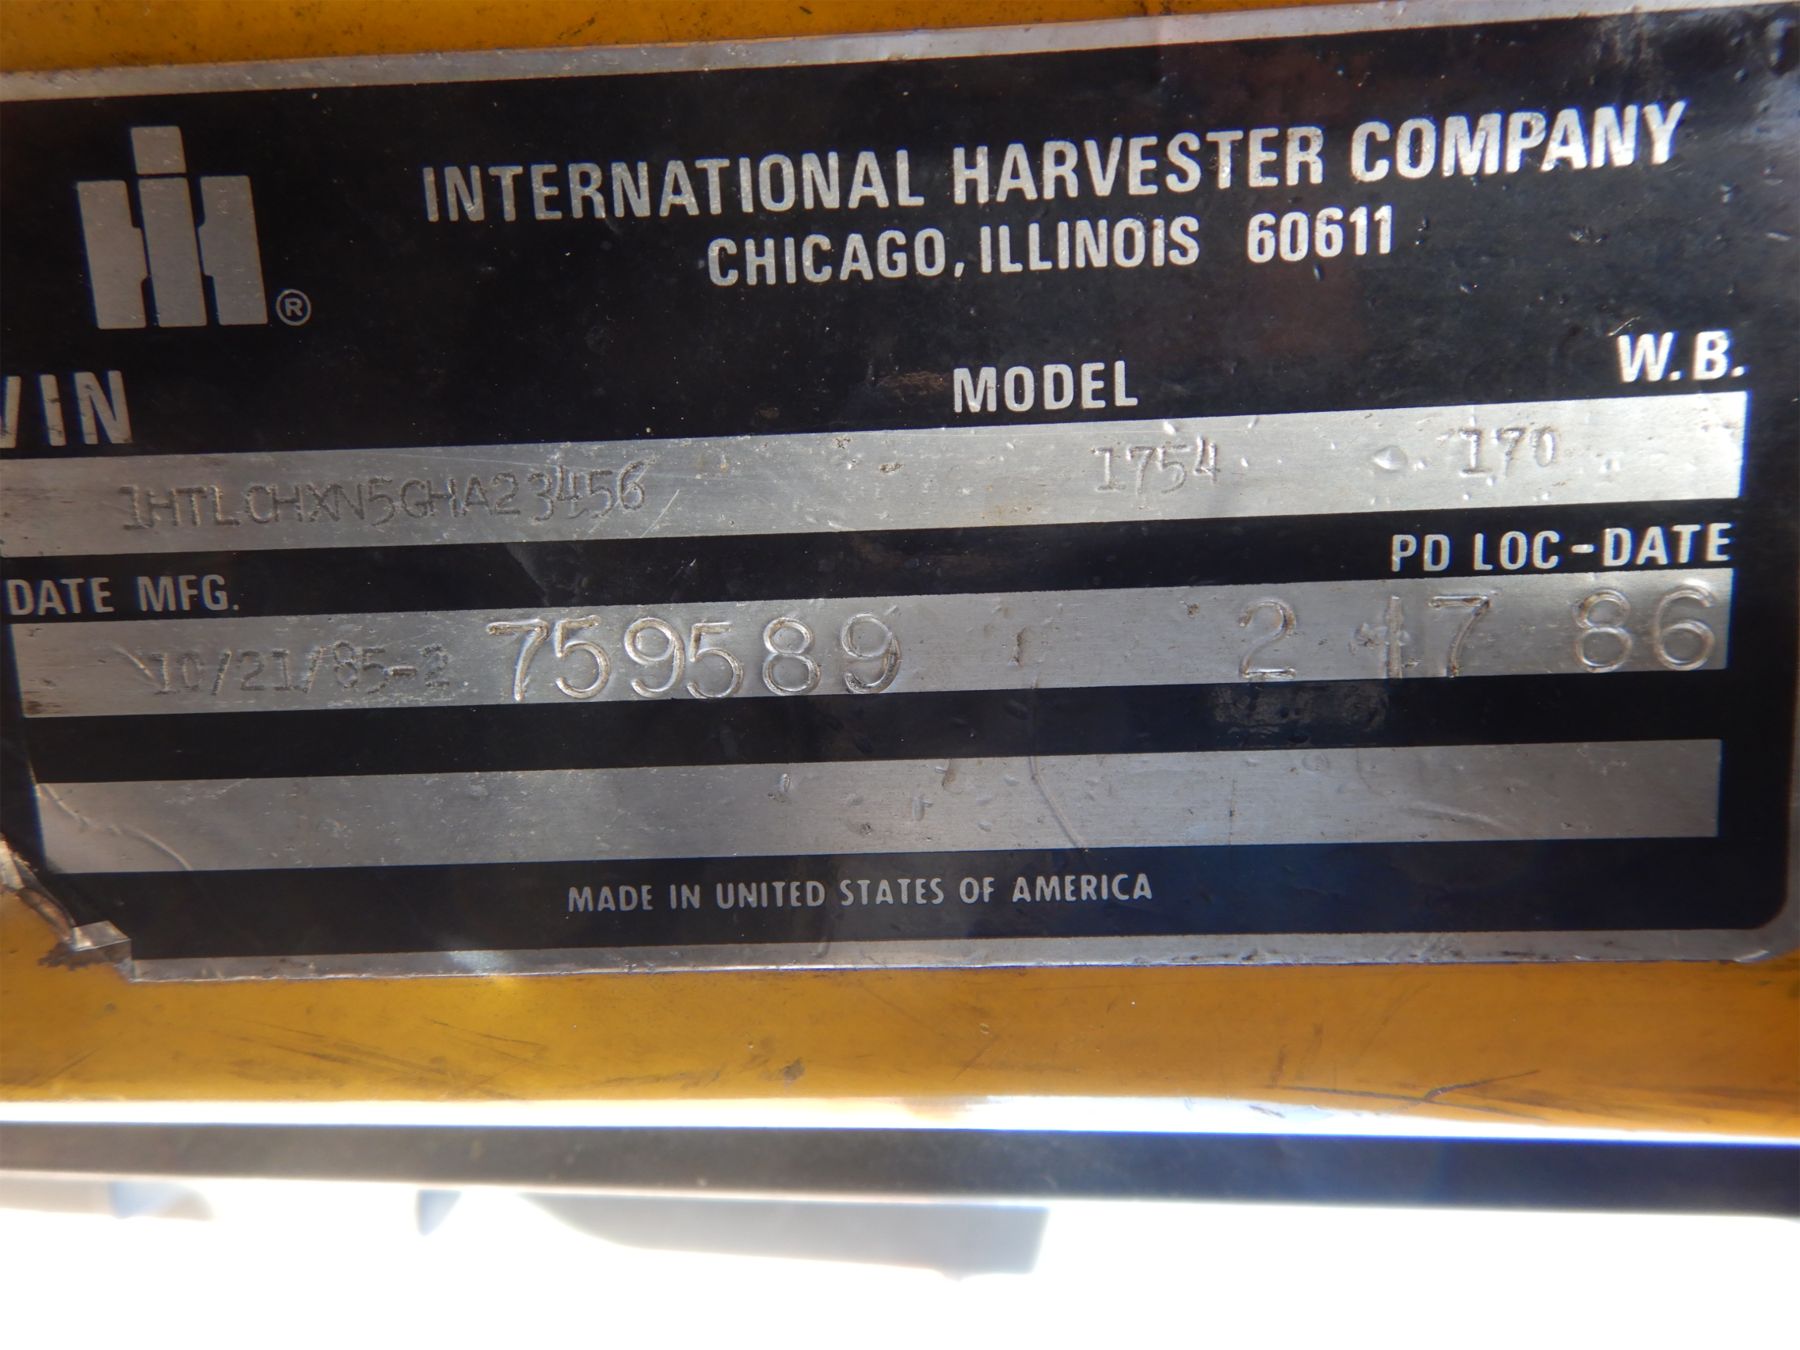 INTERNATIONAL HARVESTER COMPANY
CHICAGO, ILLINOIS 60611
®
VIN MODEL W.B.
1HTLCHXN5GHA23456 1754 170
DATE MFG. PD LOC-DATE
10/21/85-2 759589 2 17 86
MADE IN UNITED STATES OF AMERICA